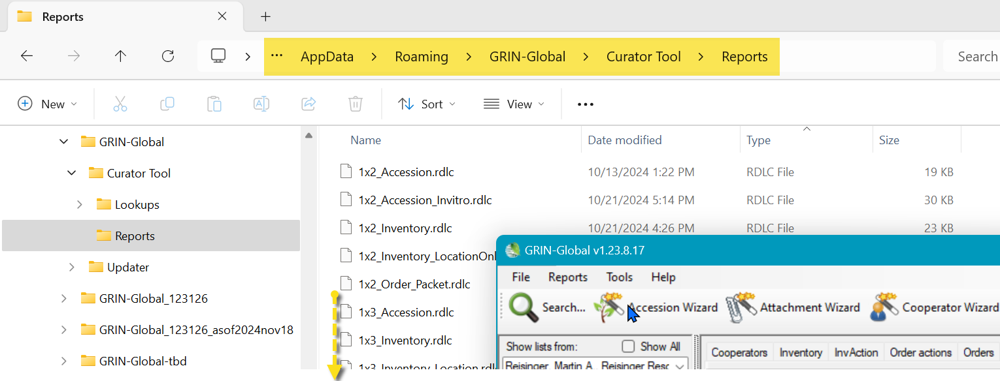 Reports
... AppData > Roaming > GRIN-Global > Curator Tool > Reports
Search
New Sort View ...
GRIN-Global
Curator Tool
Lookups
Reports
Updater
GRIN-Global_123126
GRIN-Global_123126_asof2024nov18
GRIN-Global-tbd
Name Date modified Type Size
1x2_Accession.rdlc 10/13/2024 1:22 PM RDLC File 19 KB
1x2_Accession_Invitro.rdlc 10/21/2024 5:14 PM RDLC File 30 KB
1x2_Inventory.rdlc 10/21/2024 4:26 PM RDLC File 23 KB
1x2_Inventory_LocationOnl
1x2_Order_Packet.rdlc
1x3_Accession.rdlc
1x3_Inventory.rdlc
1x3_Inventory_Location.rdl
GRIN-Global v1.23.8.17
File Reports Tools Help
Search... Accession Wizard Attachment Wizard Cooperator Wizard
Show lists from: Show All
Reisinger, Martin A., Reisinger Resc
Cooperators Inventory InvAction Order actions Orders